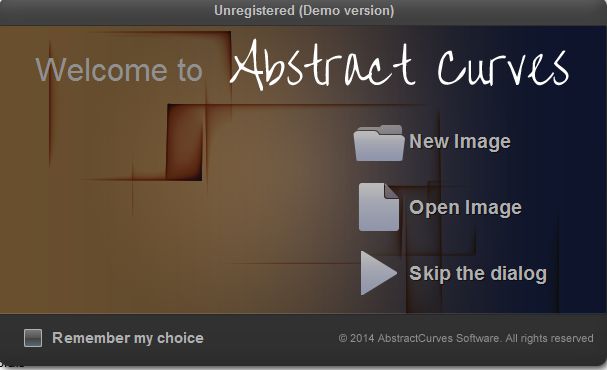 Unregistered (Demo version)
Welcome to Abstract Curves
New Image
Open Image
Skip the dialog
Remember my choice
© 2014 AbstractCurves Software. All rights reserved